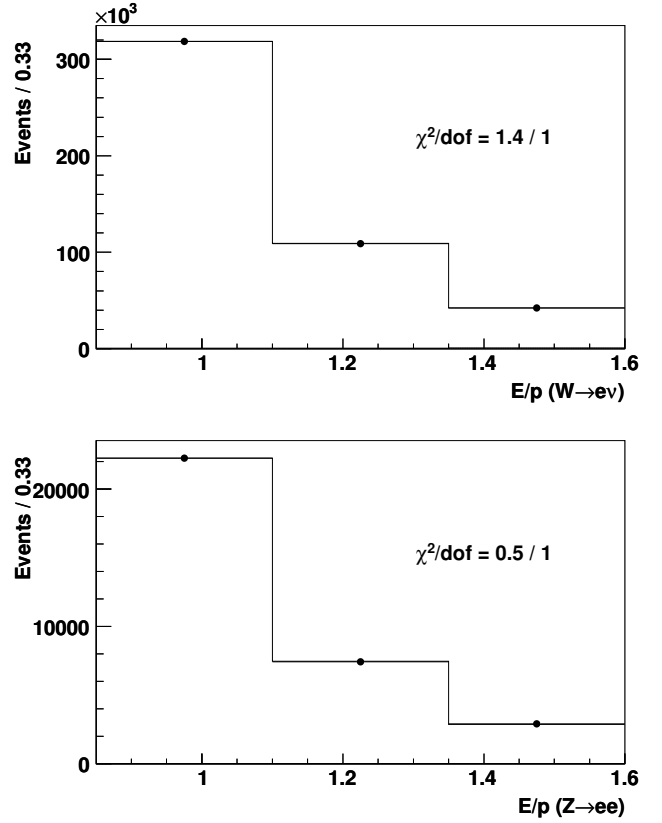 ×10³
Events / 0.33
300
200
100
0
χ²/dof = 1.4 / 1
1 1.2 1.4 1.6
E/p (W→eν)
Events / 0.33
20000
10000
0
χ²/dof = 0.5 / 1
1 1.2 1.4 1.6
E/p (Z→ee)